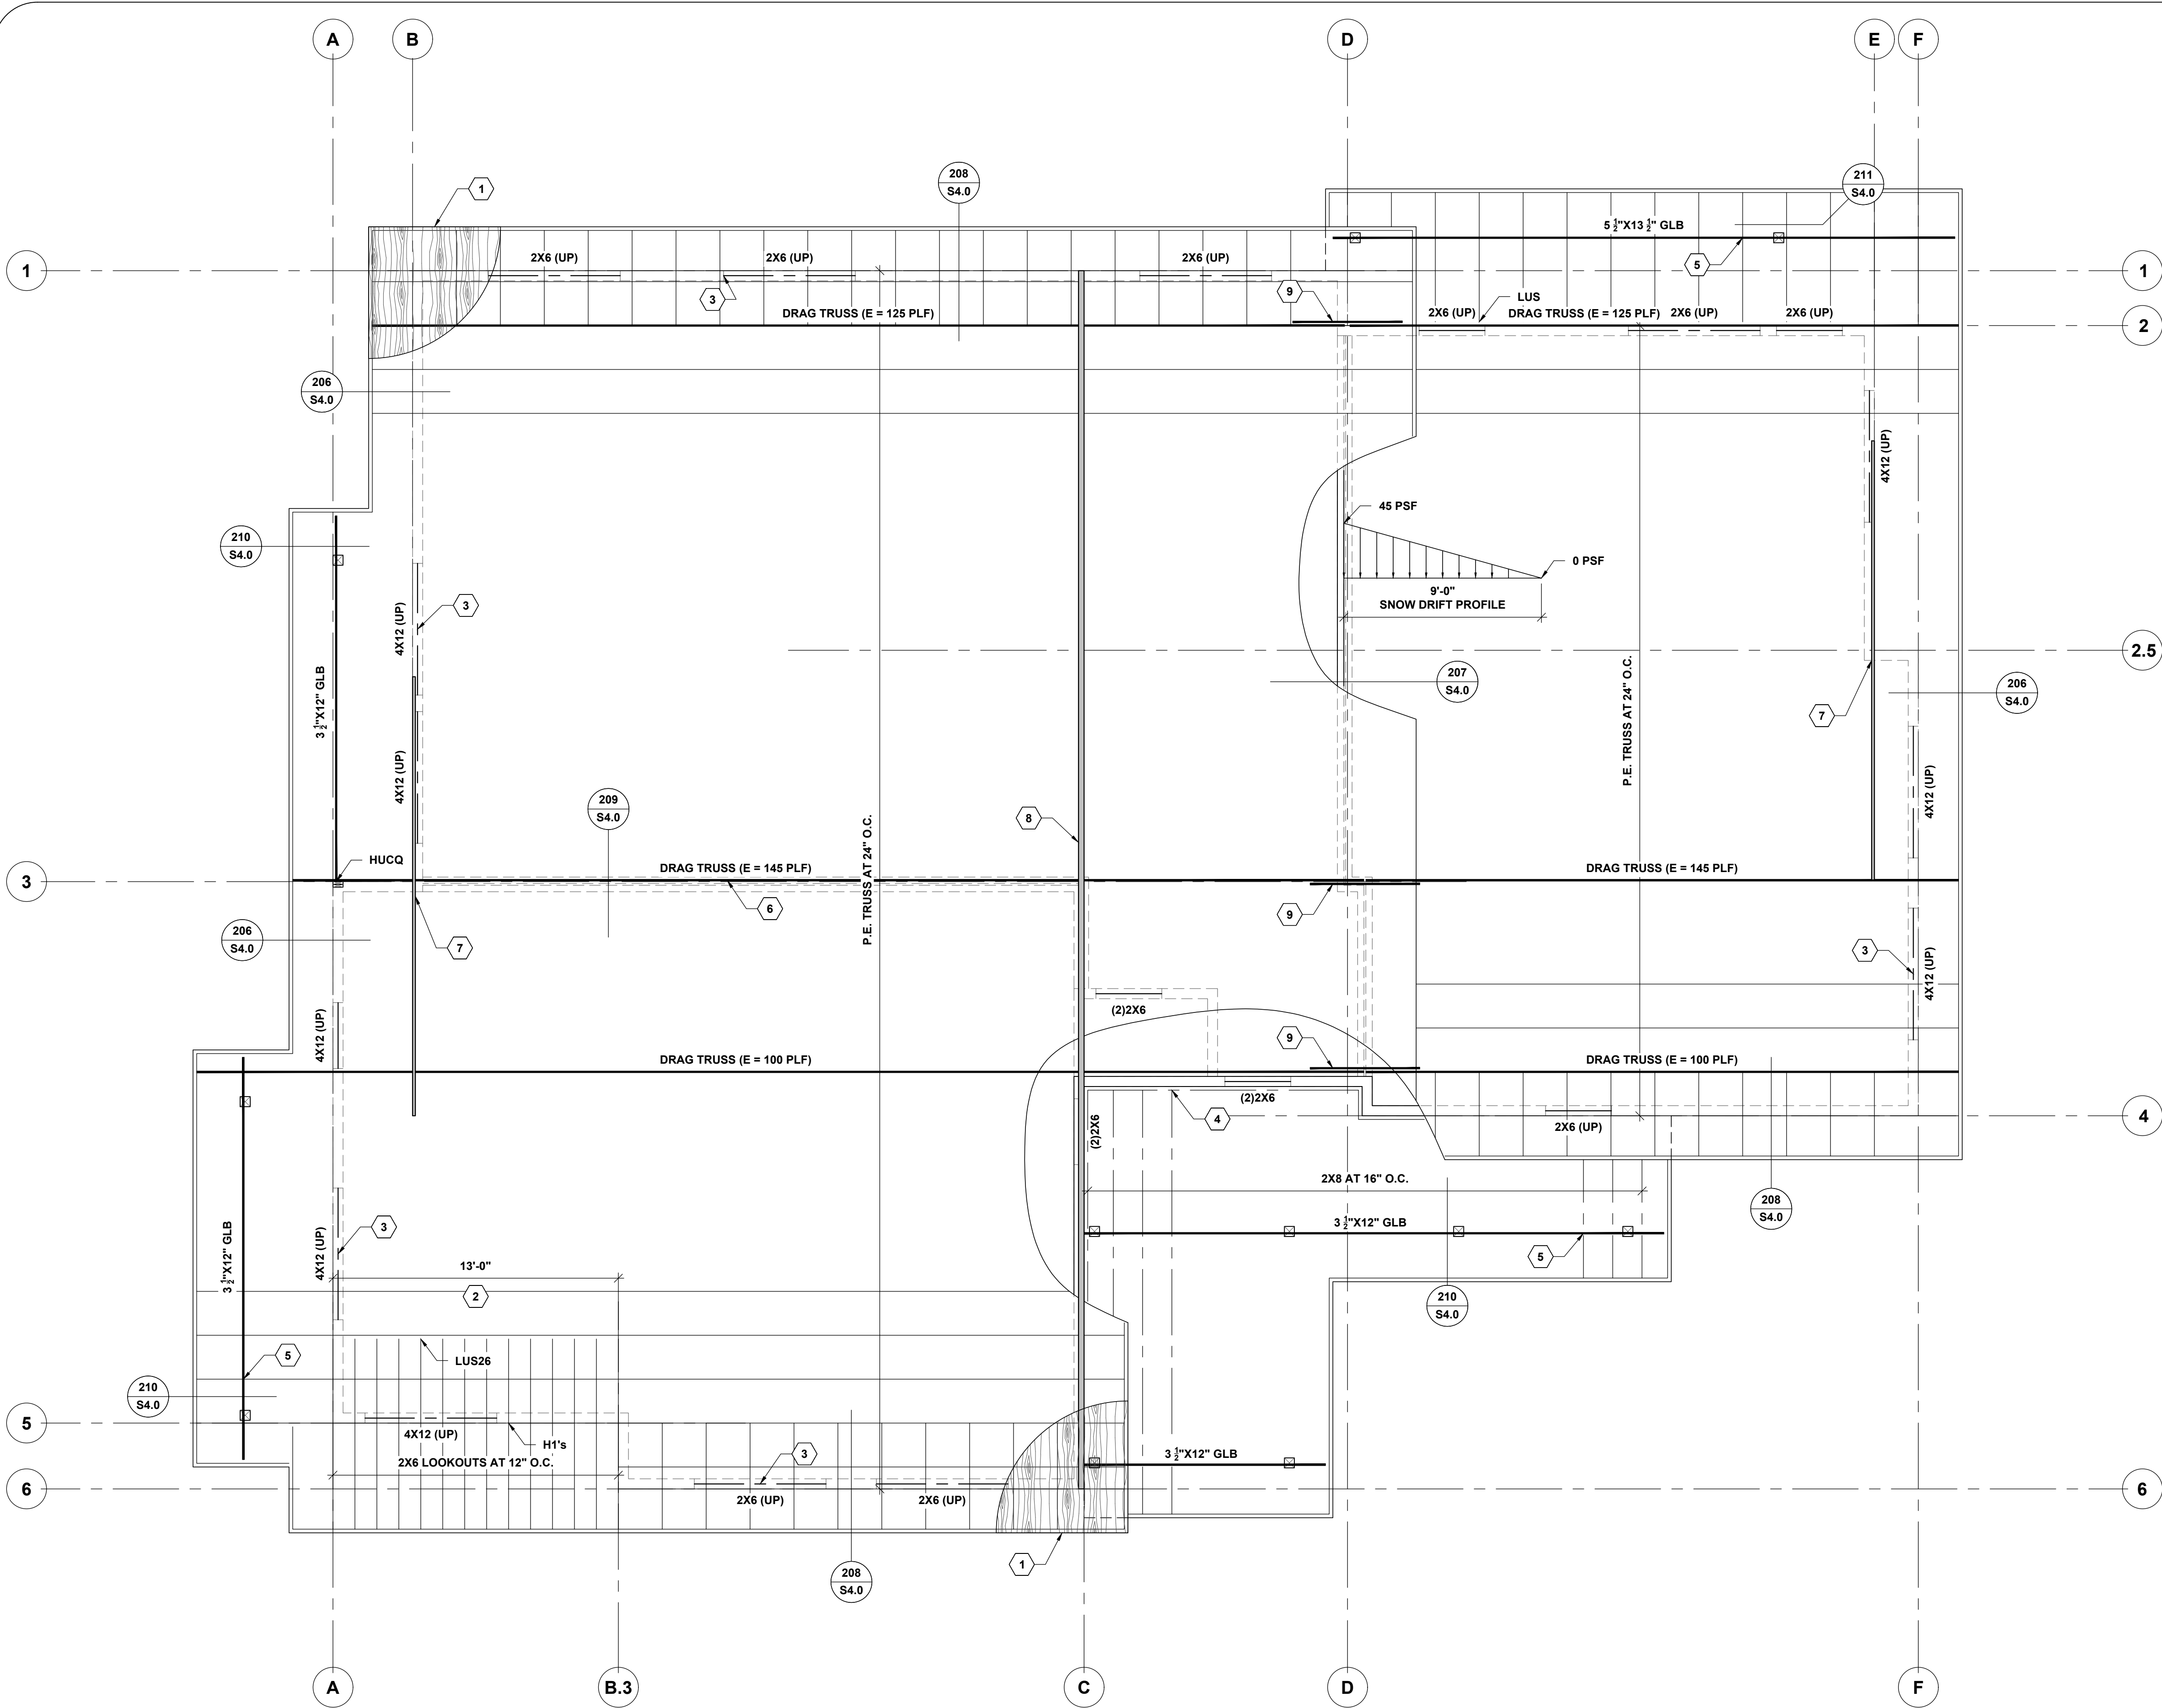 A
B
D
E
F
1
208
S4.0
211
S4.0
5 ½"X13 ½" GLB
2X6 (UP)
2X6 (UP)
2X6 (UP)
1
5
1
3
9
LUS
DRAG TRUSS (E = 125 PLF)
2X6 (UP)
DRAG TRUSS (E = 125 PLF)
2X6 (UP)
2X6 (UP)
2
206
S4.0
4X12 (UP)
45 PSF
210
S4.0
0 PSF
9'-0"
SNOW DRIFT PROFILE
3
4X12 (UP)
2.5
207
S4.0
206
S4.0
3 ½"X12" GLB
P.E. TRUSS AT 24" O.C.
7
4X12 (UP)
4X12 (UP)
209
S4.0
8
HUCQ
P.E. TRUSS AT 24" O.C.
3
DRAG TRUSS (E = 145 PLF)
DRAG TRUSS (E = 145 PLF)
6
9
206
S4.0
7
3
4X12 (UP)
(2)2X6
4X12 (UP)
9
DRAG TRUSS (E = 100 PLF)
DRAG TRUSS (E = 100 PLF)
(2)2X6
4
(2)2X6
2X6 (UP)
4
2X8 AT 16" O.C.
208
S4.0
3 ½"X12" GLB
4X12 (UP)
3
3 ½"X12" GLB
5
13'-0"
2
210
S4.0
5
LUS26
210
S4.0
5
4X12 (UP)
H1's
2X6 LOOKOUTS AT 12" O.C.
3
3 ½"X12" GLB
6
2X6 (UP)
2X6 (UP)
6
1
208
S4.0
A
B.3
C
D
F